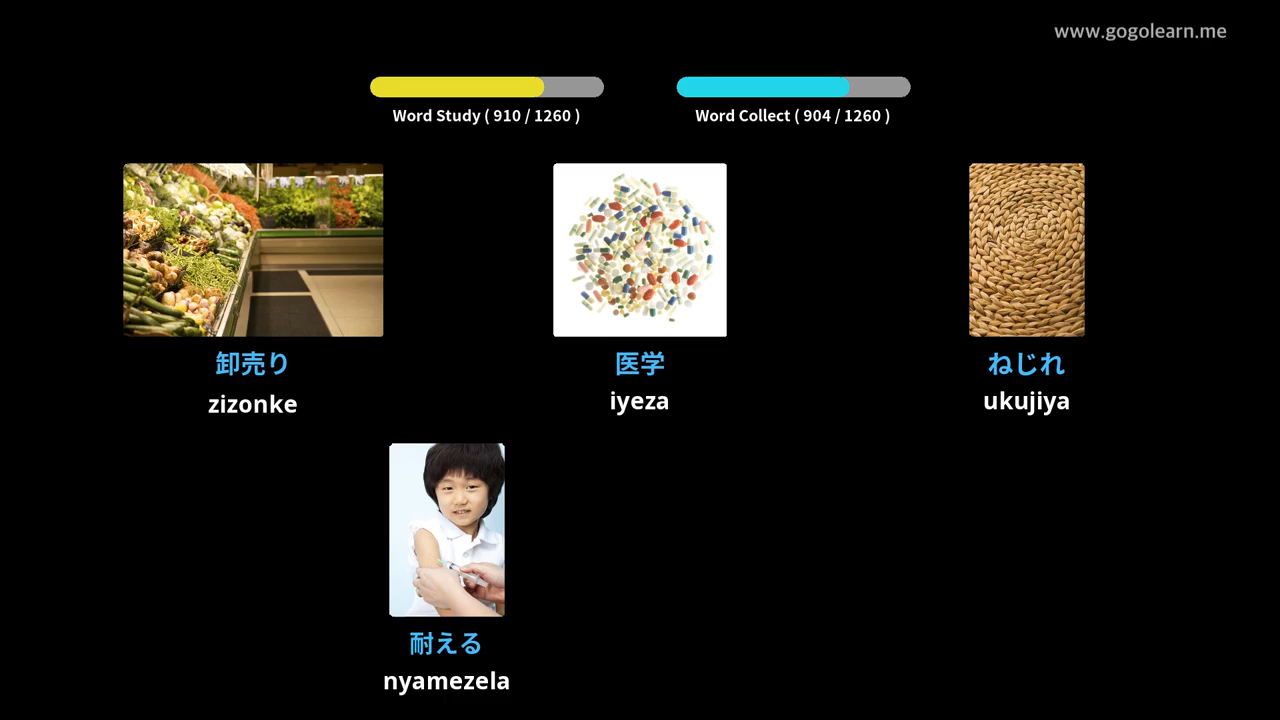 www.gogolearn.me
Word Study ( 910 / 1260 )
Word Collect ( 904 / 1260 )
卸売り
zizonke
医学
iyeza
ねじれ
ukujiya
耐える
nyamezela